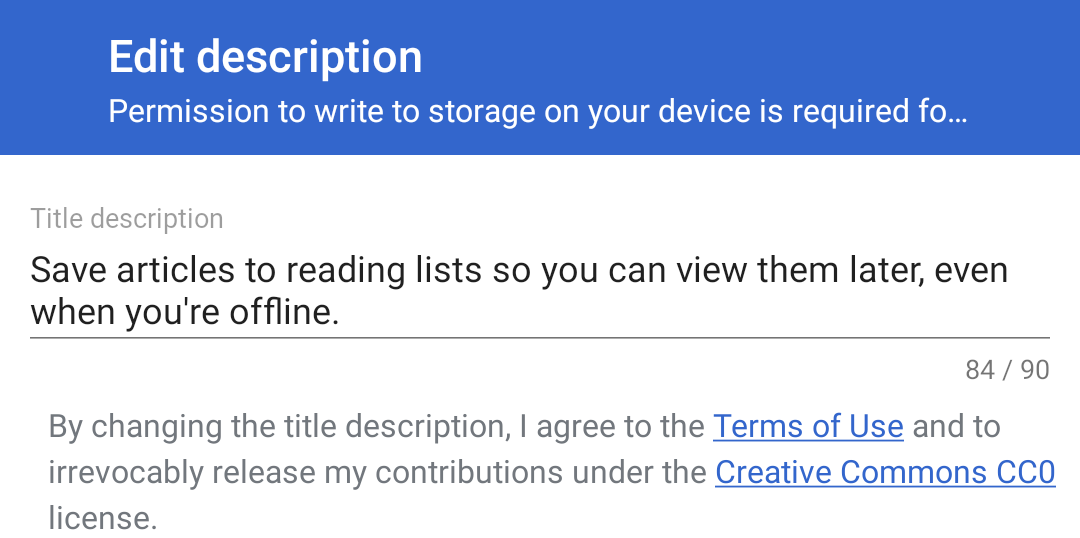 Edit description
Permission to write to storage on your device is required fo…
Title description
Save articles to reading lists so you can view them later, even
when you're offline.
84 / 90
By changing the title description, I agree to the Terms of Use and to
irrevocably release my contributions under the Creative Commons CC0
license.